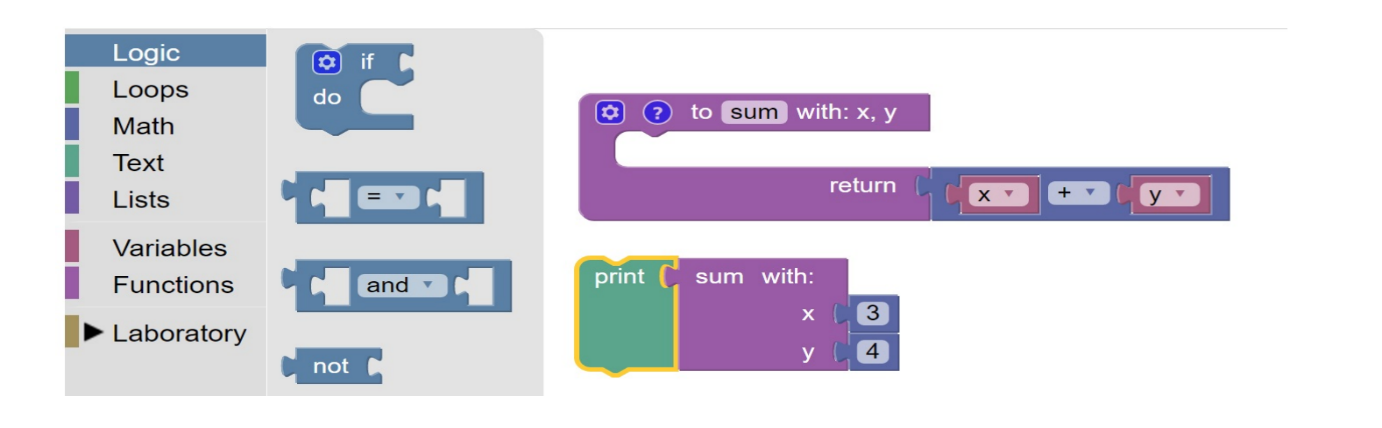 Logic
Loops
Math
Text
Lists
Variables
Functions
Laboratory
if
do
=
and
not
? to sum with: x, y
return x + y
print sum with:
x 3
y 4